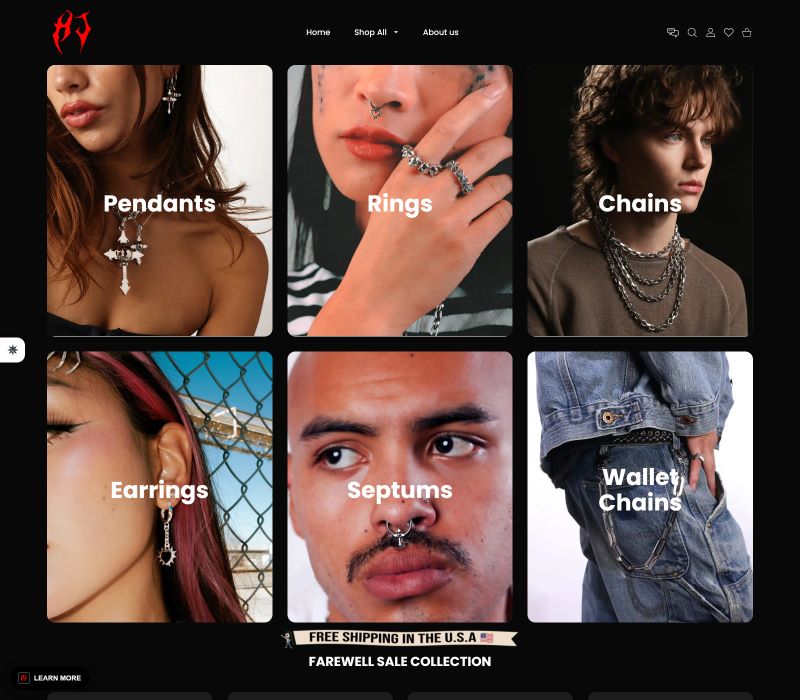 AJ
Home
Shop All
About us
Pendants
Rings
Chains
Earrings
Septums
Wallet
Chains
FREE SHIPPING IN THE U.S.A
FAREWELL SALE COLLECTION
LEARN MORE